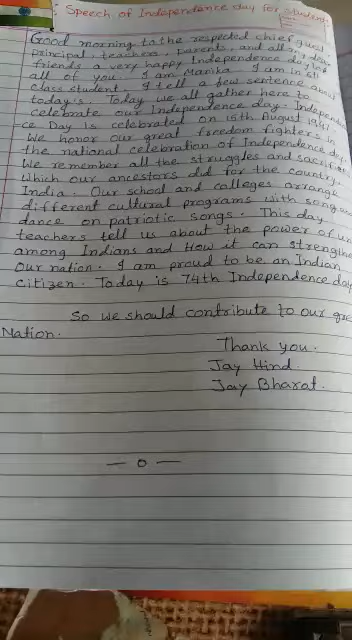 Speech of Independence day for students
Good morning to the respected chief guest
principal, teachers, parents, and all my dear
friends a very happy Independence day to
all of you. I am Manika. I am in 6th
class student. I tell a few sentence about
today's. Today we all gather here to
celebrate our Independence day. Independen
ce Day is celebrated on 15th August 1947.
We honor our great freedom fighters in
the national celebration of Independence day.
We remember all the struggles and sacri
which our ancestors did for the country,
India. Our school and calleges arrange
different cultural programs with song and
dance on patriotic songs. This day
teachers tell us about the power of un
among Indians and How it can strengthe
our nation. I am proud to be an Indian
citizen. Today is 74th Independence day
So we should contribute to our gre
Nation.
Thank you.
Jay Hind.
Jay Bharat.
— 0 —